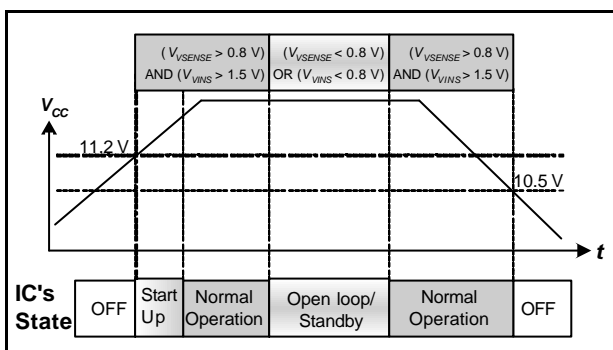 (VVSENSE > 0.8 V) (VVSENSE < 0.8 V) (VVSENSE > 0.8 V)
AND (VVINS > 1.5 V) OR (VVINS < 0.8 V) AND (VVINS > 1.5 V)
VCC
11.2 V
10.5 V
t
IC's
State
OFF
Start
Up
Normal
Operation
Open loop/
Standby
Normal
Operation
OFF